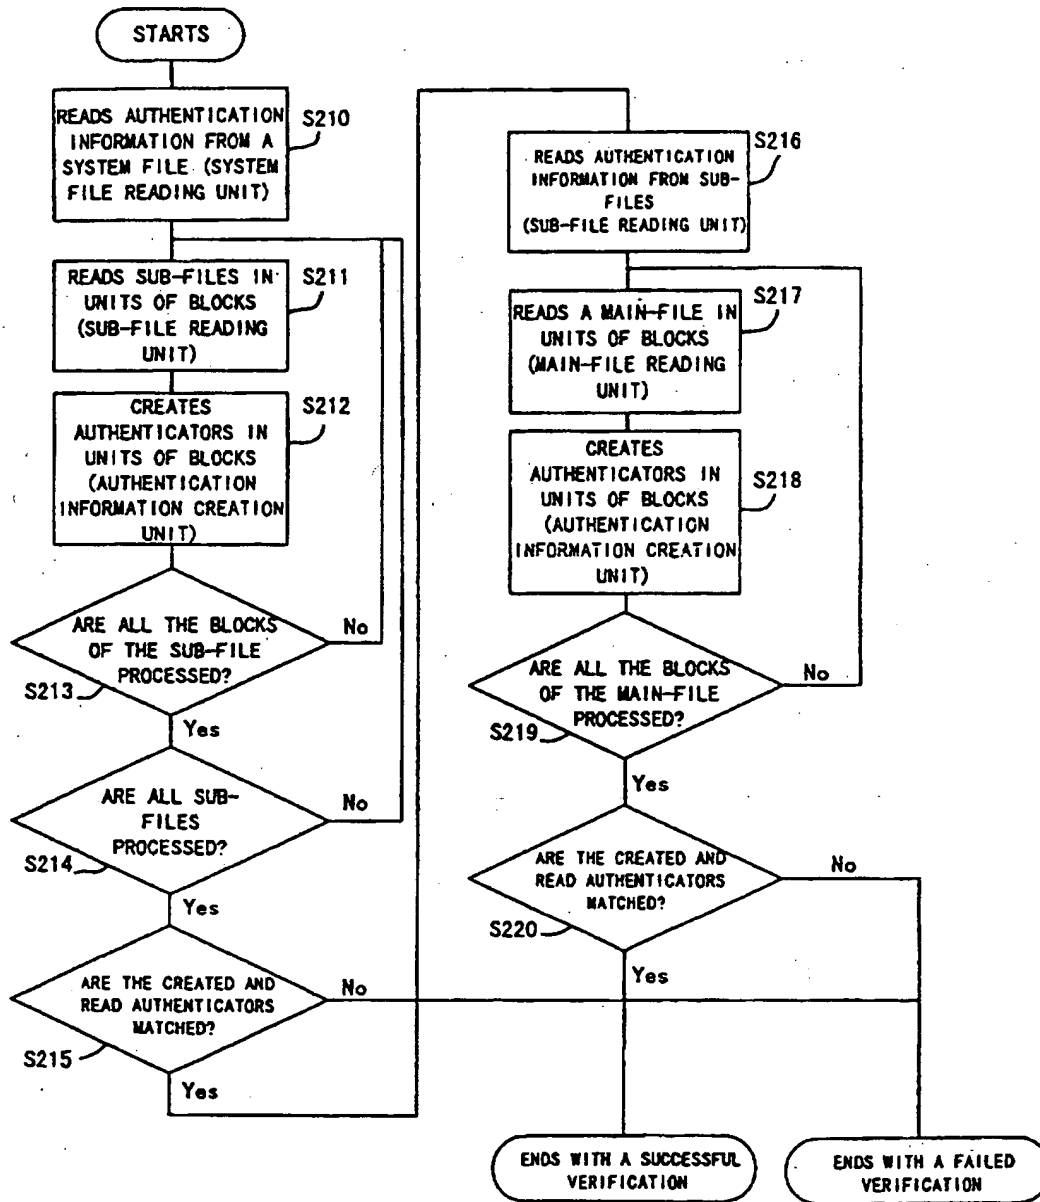 STARTS
READS AUTHENTICATION
INFORMATION FROM A
SYSTEM FILE (SYSTEM
FILE READING UNIT)
S210
READS SUB-FILES IN
UNITS OF BLOCKS
(SUB-FILE READING
UNIT)
S211
CREATES
AUTHENTICATORS IN
UNITS OF BLOCKS
(AUTHENTICATION
INFORMATION CREATION
UNIT)
S212
ARE ALL THE BLOCKS
OF THE SUB-FILE
PROCESSED?
No
S213
Yes
ARE ALL SUB-
FILES
PROCESSED?
No
S214
Yes
ARE THE CREATED AND
READ AUTHENTICATORS
MATCHED?
No
S215
Yes
READS AUTHENTICATION
INFORMATION FROM SUB-
FILES
(SUB-FILE READING UNIT)
S216
READS A MAIN-FILE IN
UNITS OF BLOCKS
(MAIN-FILE READING
UNIT)
S217
CREATES
AUTHENTICATORS IN
UNITS OF BLOCKS
(AUTHENTICATION
INFORMATION CREATION
UNIT)
S218
ARE ALL THE BLOCKS
OF THE MAIN-FILE
PROCESSED?
No
S219
Yes
ARE THE CREATED AND
READ AUTHENTICATORS
MATCHED?
No
S220
Yes
ENDS WITH A SUCCESSFUL
VERIFICATION
ENDS WITH A FAILED
VERIFICATION